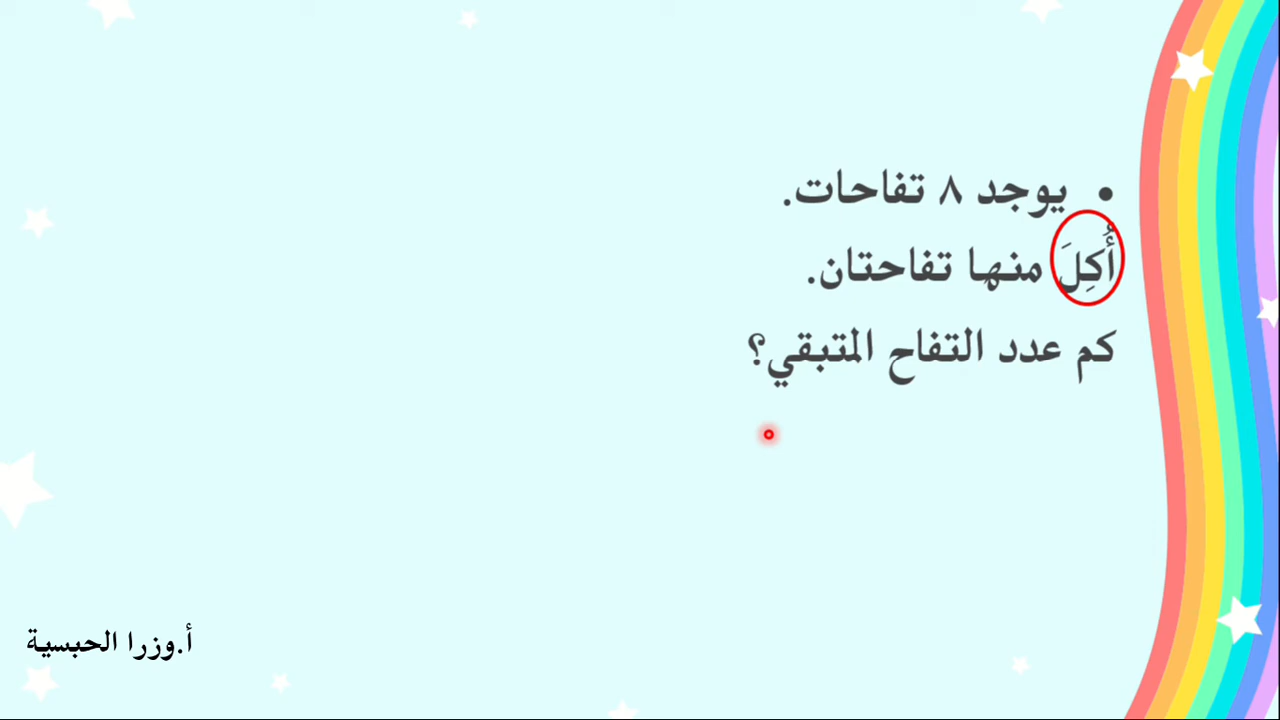 • يوجد ٨ تفاحات.
أُكِلَ منها تفاحتان.
كم عدد التفاح المتبقي؟
أ.وزرا الحبسية